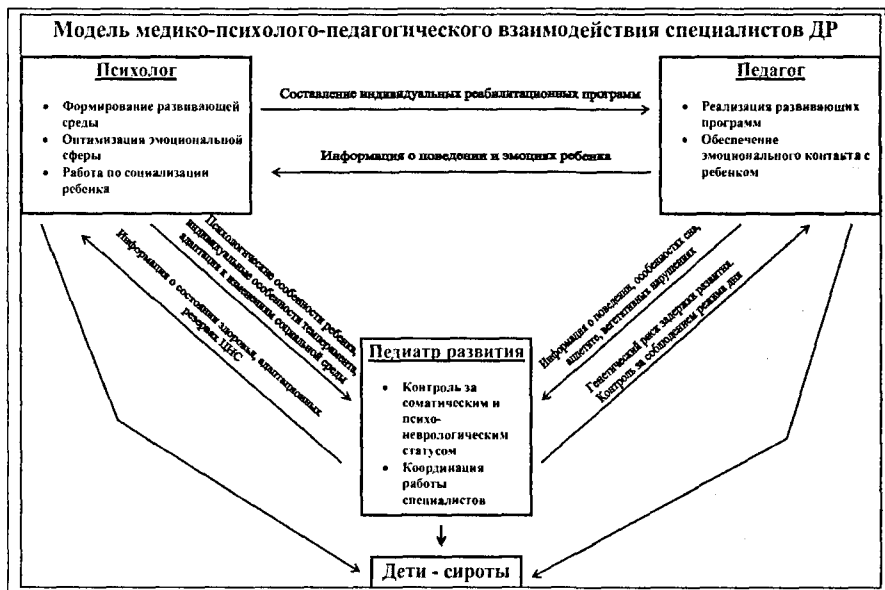 Модель медико-психолого-педагогического взаимодействия специалистов ДР
Психолог
• Формирование развивающей
среды
• Оптимизация эмоциональной
сферы
• Работа по социализации
ребенка
Составление индивидуальных реабилитационных программ
Информация о поведении и эмоциях ребенка
Педагог
• Реализация развивающих
программ
• Обеспечение
эмоционального контакта с
ребенком
Психологические особенности ребенка,
индивидуальные особенности темперамента,
адаптация к изменениям социальной среды
Информация о состоянии здоровья, адаптационных
резервах ЦНС
Информация о поведении, особенностях сна,
аппетите, вегетативных нарушениях
Генетический риск задержки развития.
Контроль за соблюдением режима дня
Педиатр развития
• Контроль за
соматическим и
психо-
неврологическим
статусом
• Координация
работы
специалистов
Дети - сироты